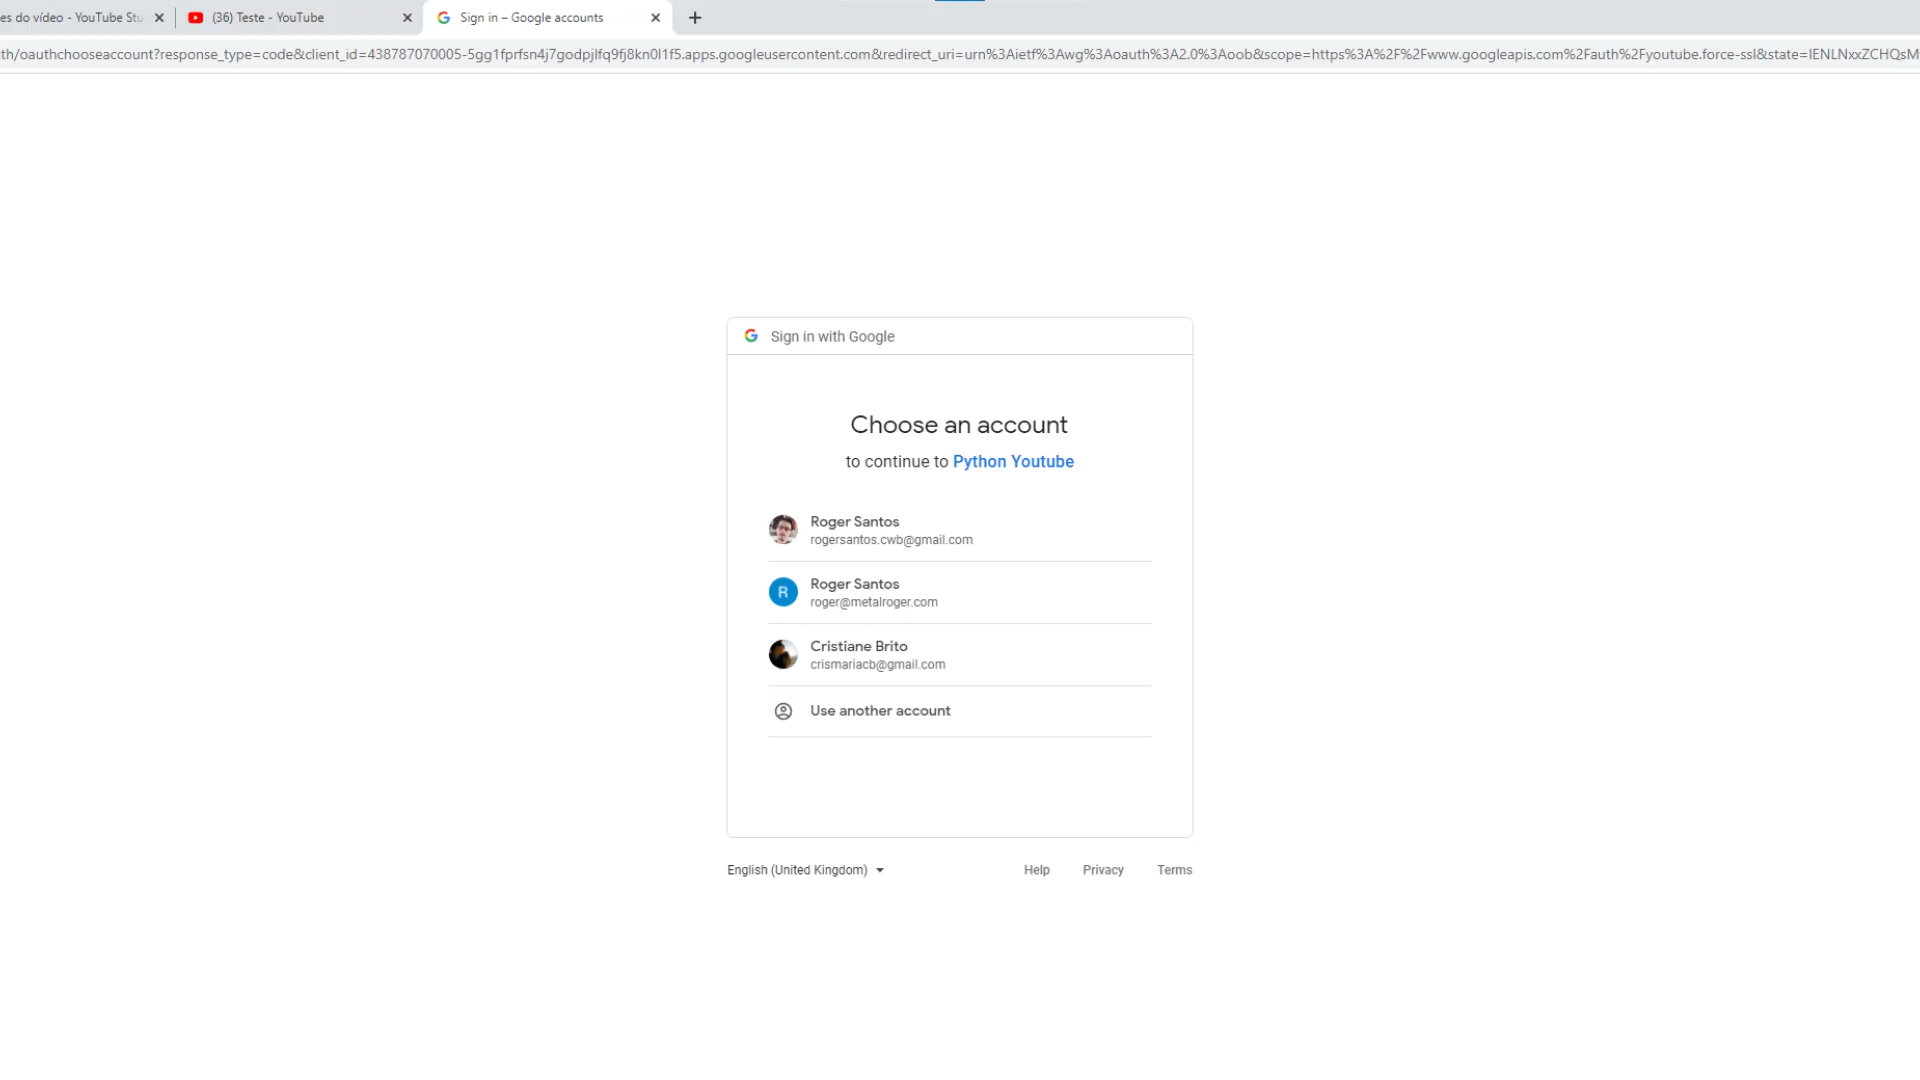 es do vídeo - YouTube Stu
(36) Teste - YouTube
Sign in – Google accounts
th/oauthchooseaccount?response_type=code&client_id=438787070005-5gg1fprfsn4j7godpjlfq9fj8kn0l1f5.apps.googleusercontent.com&redirect_uri=urn%3Aietf%3Awg%3Aoauth%3A2.0%3Aoob&scope=https%3A%2F%2Fwww.googleapis.com%2Fauth%2Fyoutube.force-ssl&state=IENLNxxZCHQsM
Sign in with Google
Choose an account
to continue to Python Youtube
Roger Santos
rogersantos.cwb@gmail.com
R
Roger Santos
roger@metalroger.com
Cristiane Brito
crismariacb@gmail.com
Use another account
English (United Kingdom)
Help
Privacy
Terms